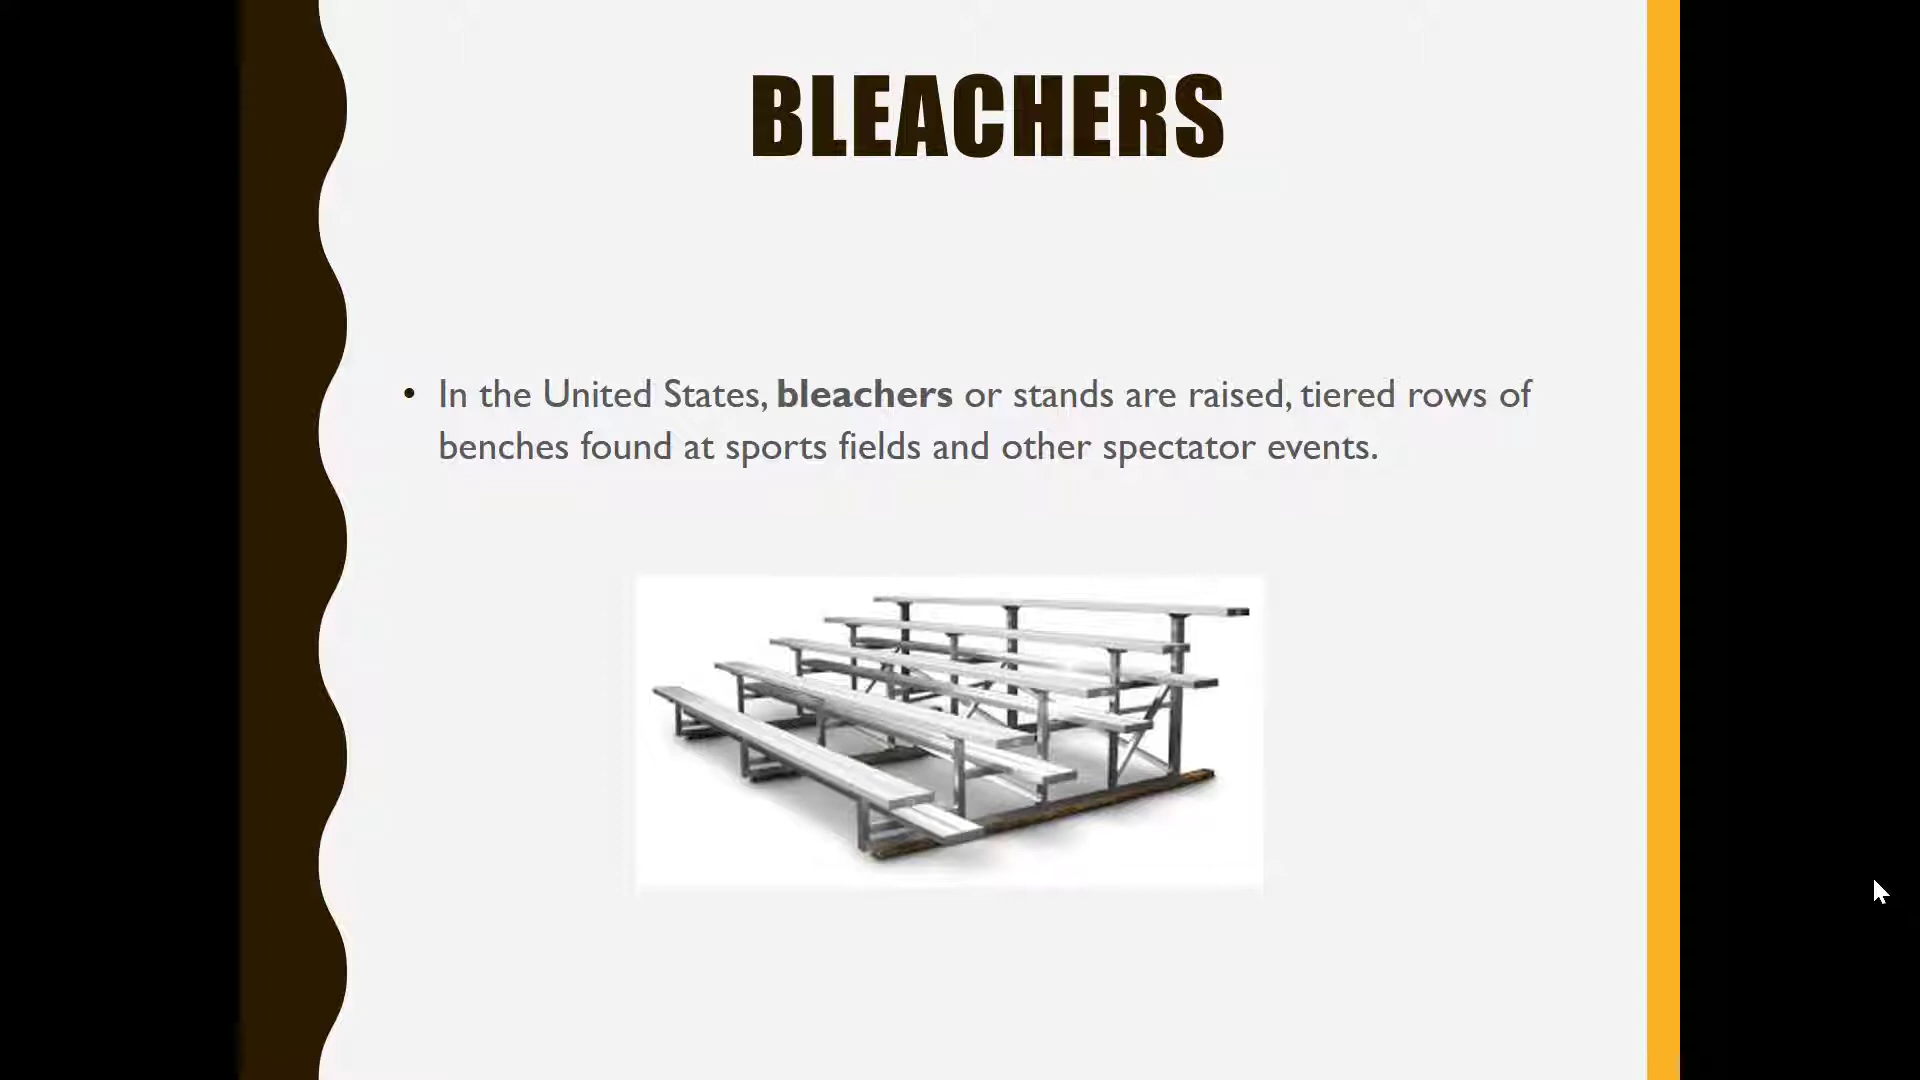 BLEACHERS
• In the United States, bleachers or stands are raised, tiered rows of
benches found at sports fields and other spectator events.